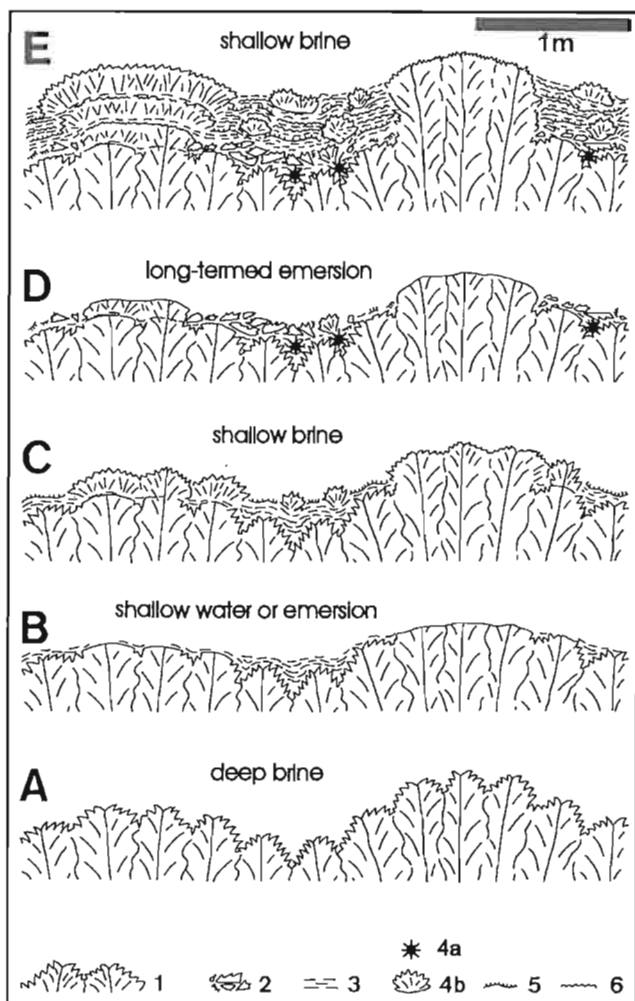 E
shallow brine
1m
D
long-termed emersion
C
shallow brine
B
shallow water or emersion
A
deep brine
4a
1 2 3 4b 5 6